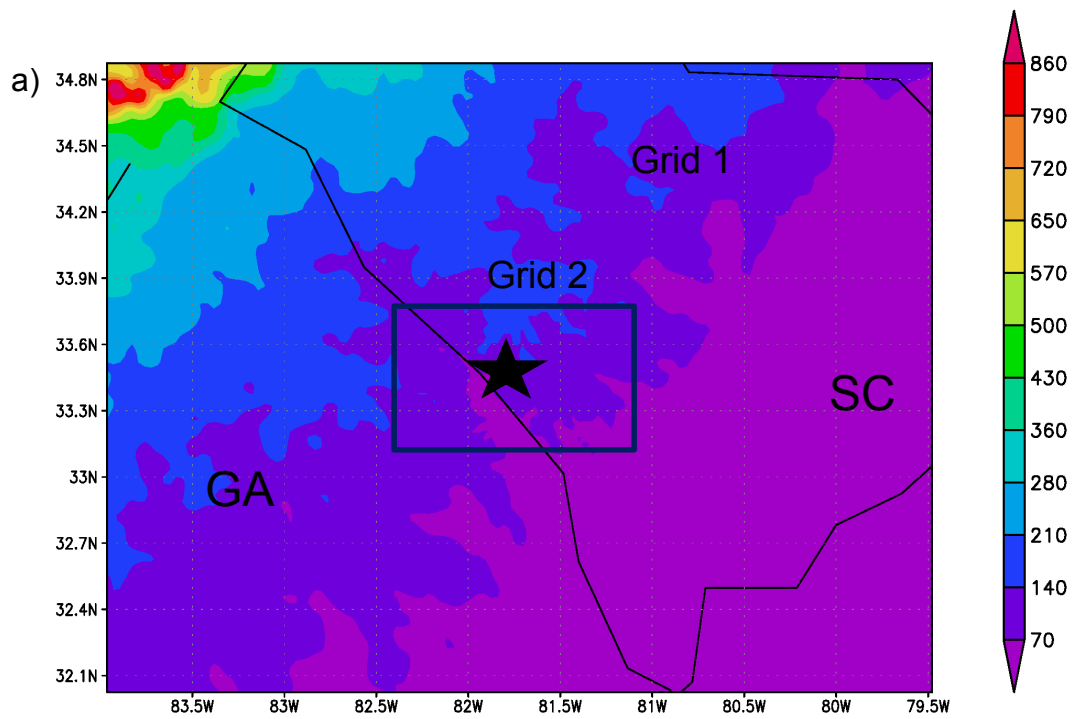 a)
34.8N
34.5N
34.2N
33.9N
33.6N
33.3N
33N
32.7N
32.4N
32.1N
Grid 1
Grid 2
SC
GA
83.5W 83W 82.5W 82W 81.5W 81W 80.5W 80W 79.5W
860
790
720
650
570
500
430
360
280
210
140
70